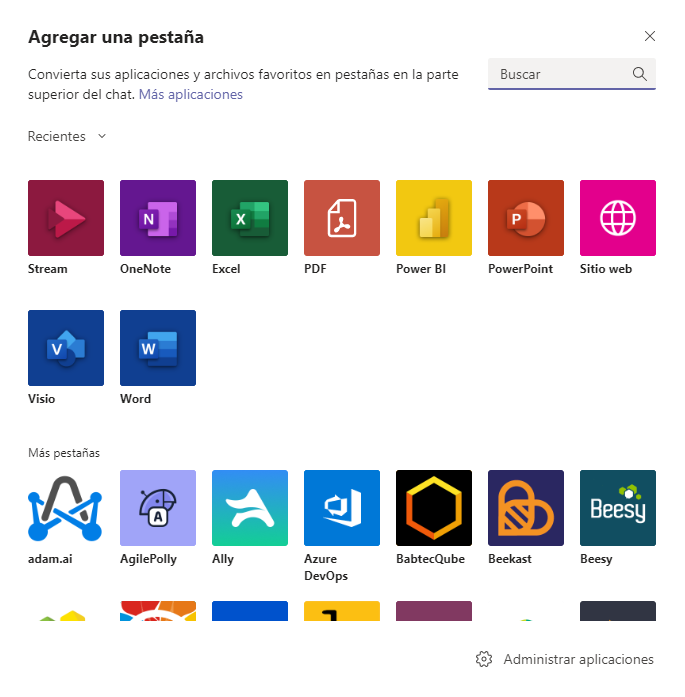 Agregar una pestaña
Convierta sus aplicaciones y archivos favoritos en pestañas en la parte
superior del chat. Más aplicaciones
Buscar
Recientes
N
X
P
Stream
OneNote
Excel
PDF
Power BI
PowerPoint
Sitio web
V
W
Visio
Word
Más pestañas
A
Beesy
adam.ai
AgilePolly
Ally
Azure
DevOps
BabtecQube
Beekast
Beesy
Administrar aplicaciones